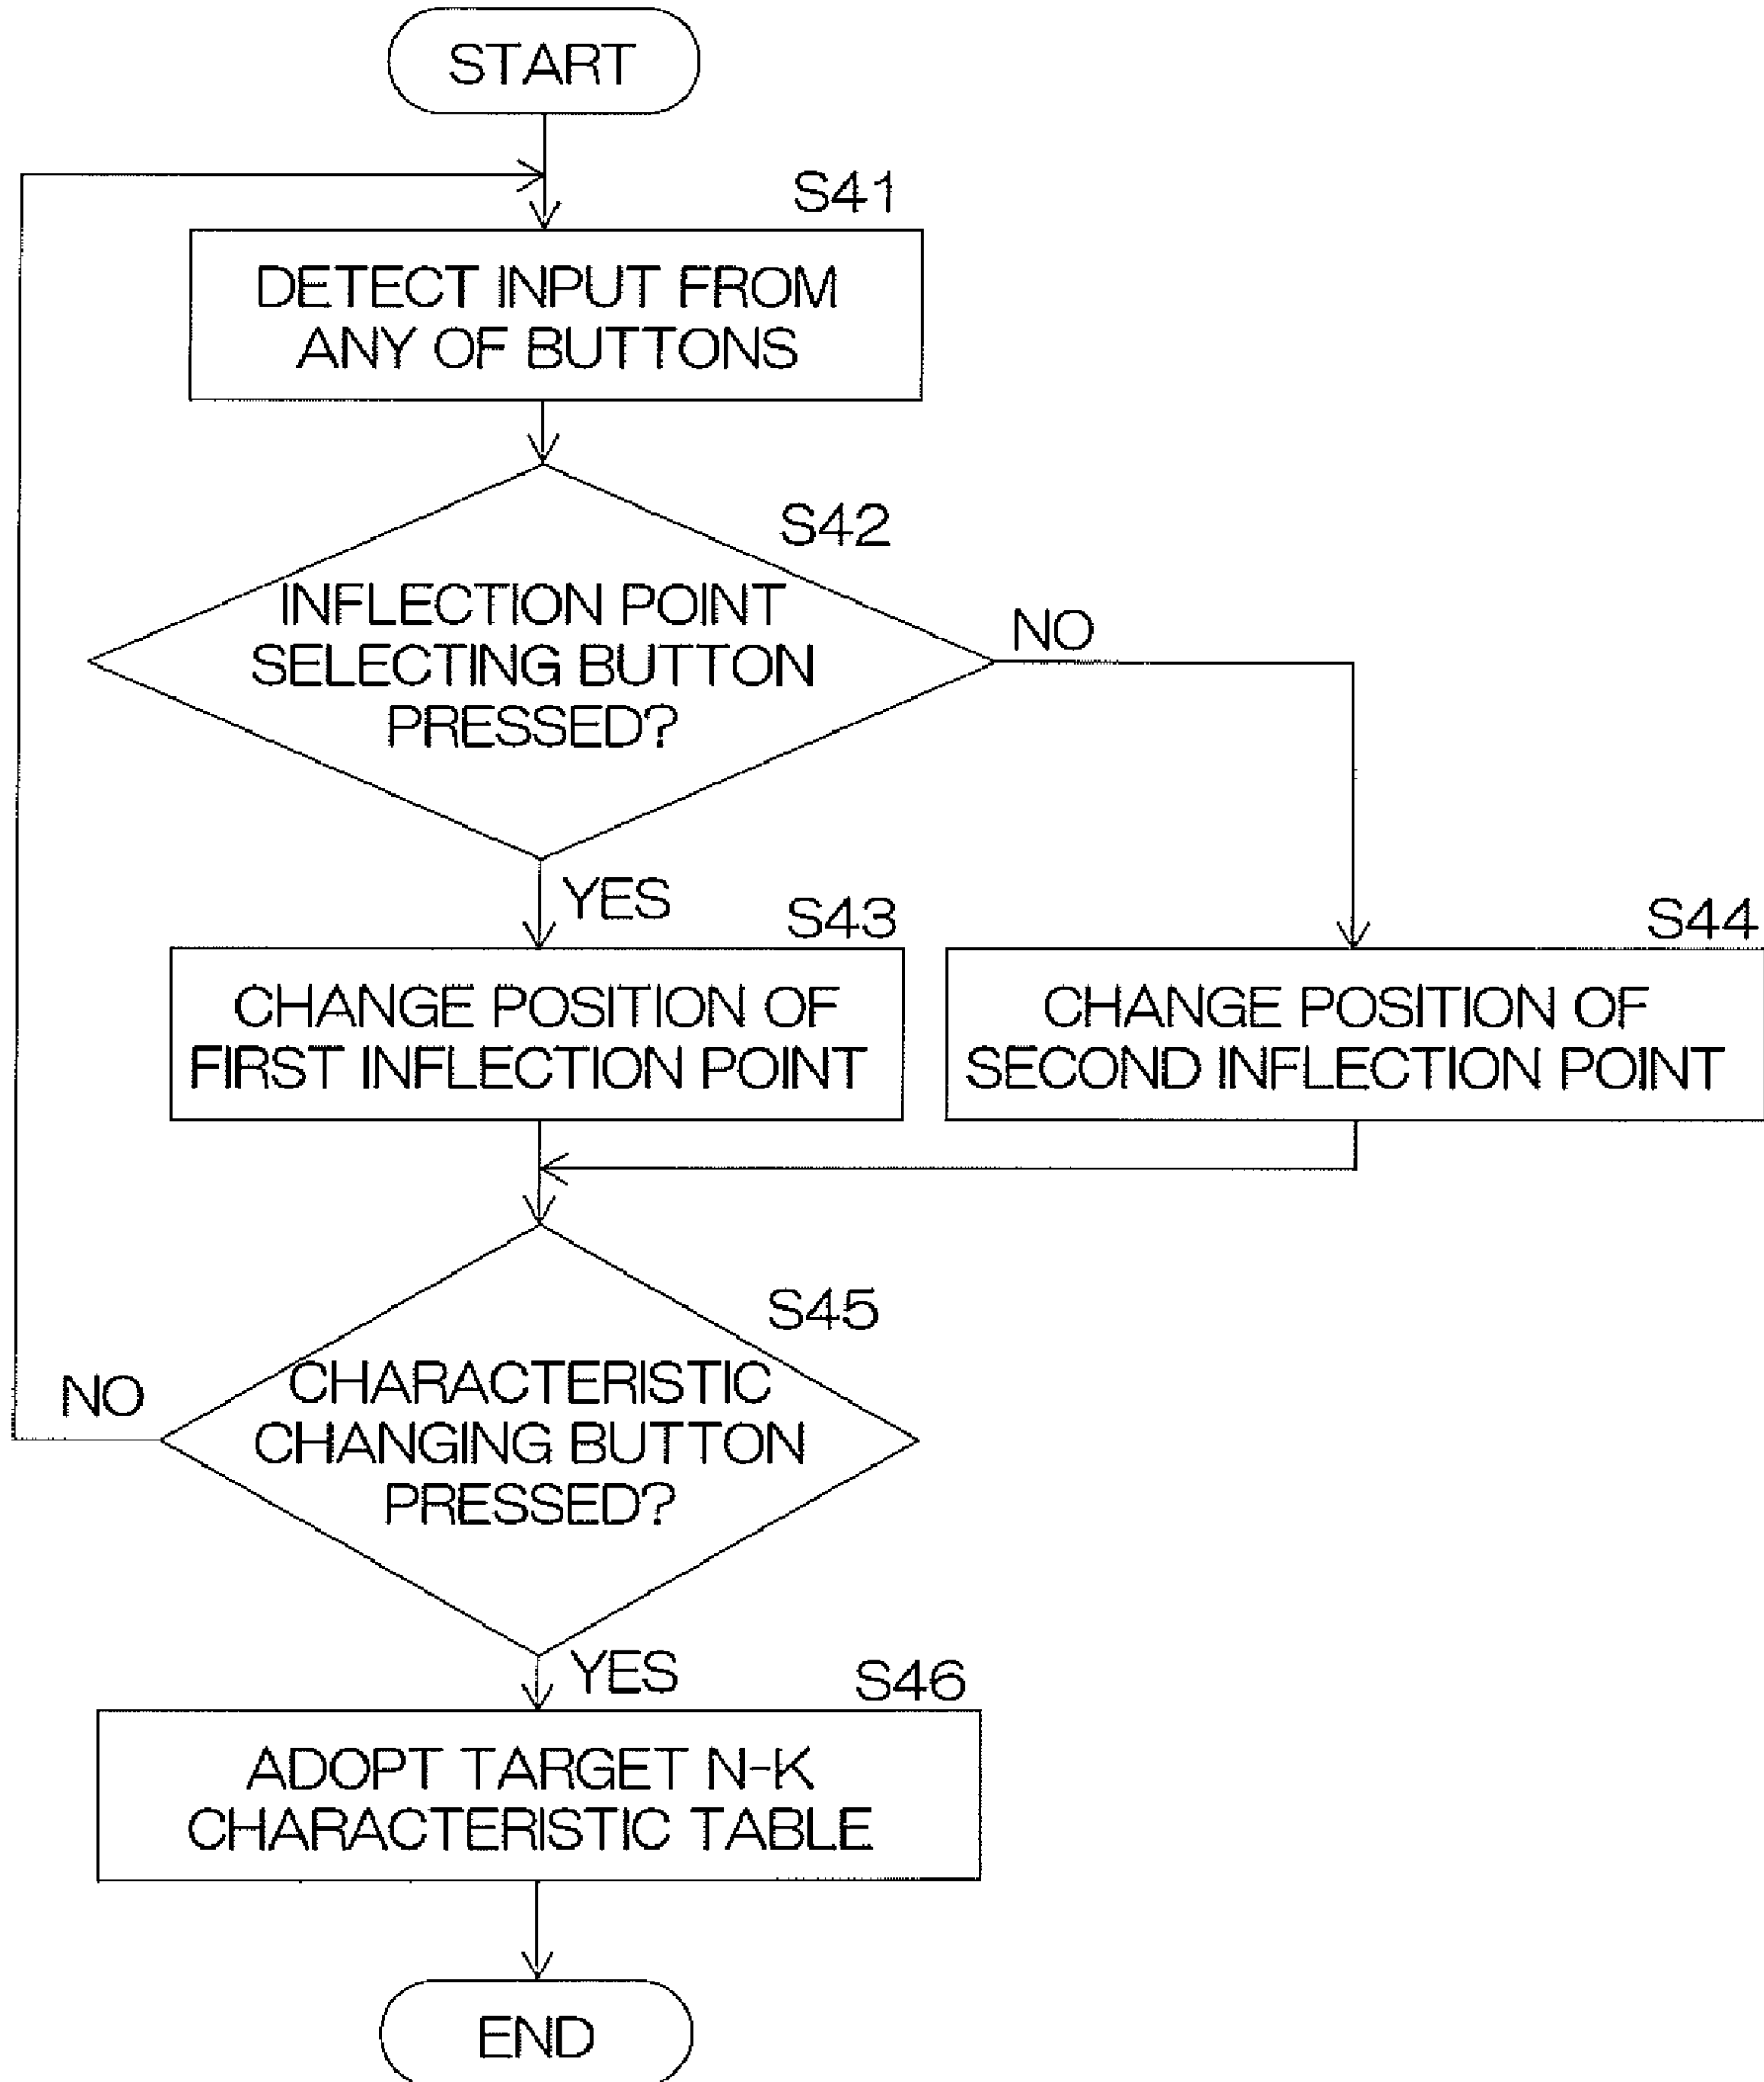 START
S41
DETECT INPUT FROM
ANY OF BUTTONS
S42
INFLECTION POINT
SELECTING BUTTON
PRESSED?
NO
YES
S43
CHANGE POSITION OF
FIRST INFLECTION POINT
S44
CHANGE POSITION OF
SECOND INFLECTION POINT
S45
CHARACTERISTIC
CHANGING BUTTON
PRESSED?
NO
YES
S46
ADOPT TARGET N-K
CHARACTERISTIC TABLE
END